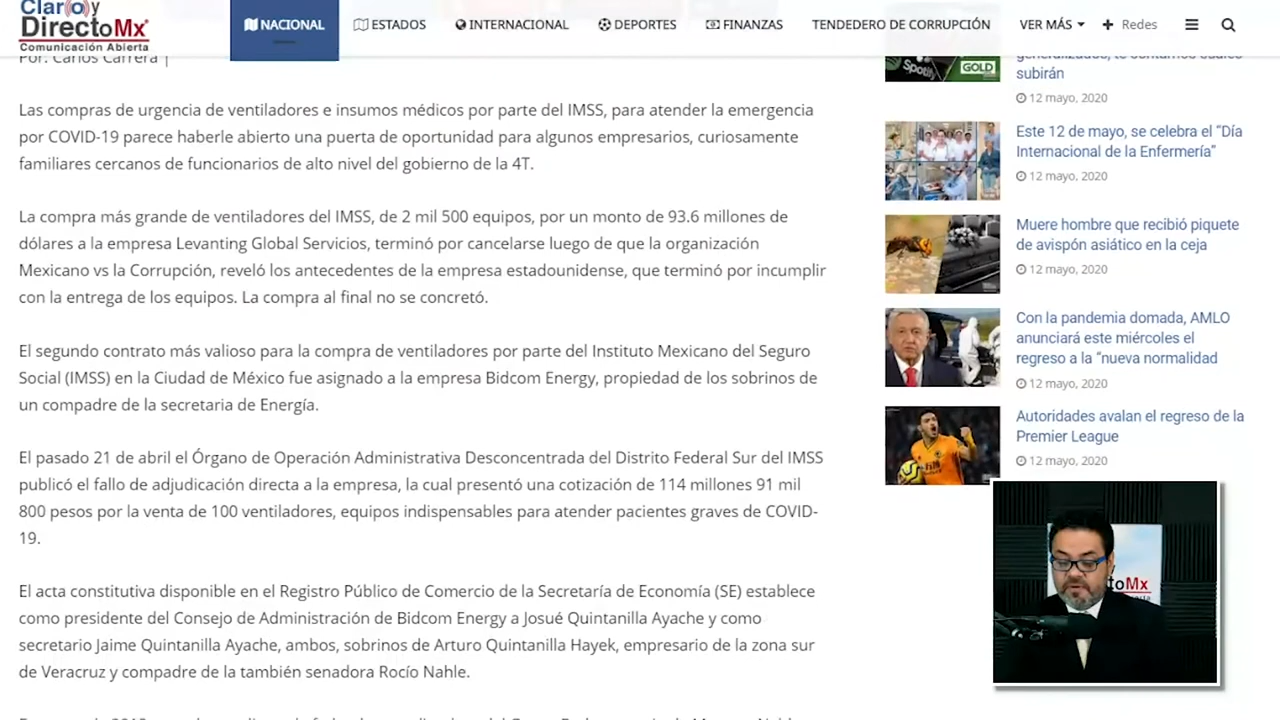 Clar(o)y
DirectoMx
Comunicación Abierta
NACIONAL
ESTADOS
INTERNACIONAL
DEPORTES
FINANZAS
TENDEDERO DE CORRUPCIÓN
VER MÁS
Redes
Por: Carlos Carrera |
Las compras de urgencia de ventiladores e insumos médicos por parte del IMSS, para atender la emergencia
por COVID-19 parece haberle abierto una puerta de oportunidad para algunos empresarios, curiosamente
familiares cercanos de funcionarios de alto nivel del gobierno de la 4T.
La compra más grande de ventiladores del IMSS, de 2 mil 500 equipos, por un monto de 93.6 millones de
dólares a la empresa Levanting Global Servicios, terminó por cancelarse luego de que la organización
Mexicano vs la Corrupción, reveló los antecedentes de la empresa estadounidense, que terminó por incumplir
con la entrega de los equipos. La compra al final no se concretó.
El segundo contrato más valioso para la compra de ventiladores por parte del Instituto Mexicano del Seguro
Social (IMSS) en la Ciudad de México fue asignado a la empresa Bidcom Energy, propiedad de los sobrinos de
un compadre de la secretaria de Energía.
El pasado 21 de abril el Órgano de Operación Administrativa Desconcentrada del Distrito Federal Sur del IMSS
publicó el fallo de adjudicación directa a la empresa, la cual presentó una cotización de 114 millones 91 mil
800 pesos por la venta de 100 ventiladores, equipos indispensables para atender pacientes graves de COVID-
19.
El acta constitutiva disponible en el Registro Público de Comercio de la Secretaría de Economía (SE) establece
como presidente del Consejo de Administración de Bidcom Energy a Josué Quintanilla Ayache y como
secretario Jaime Quintanilla Ayache, ambos, sobrinos de Arturo Quintanilla Hayek, empresario de la zona sur
de Veracruz y compadre de la también senadora Rocío Nahle.
Spotify
GOLD
generalizados, te contamos cuáles
subirán
12 mayo, 2020
Este 12 de mayo, se celebra el “Día
Internacional de la Enfermería”
12 mayo, 2020
Muere hombre que recibió piquete
de avispón asiático en la ceja
12 mayo, 2020
Con la pandemia domada, AMLO
anunciará este miércoles el
regreso a la “nueva normalidad
12 mayo, 2020
Autoridades avalan el regreso de la
Premier League
12 mayo, 2020
y
ctoMx